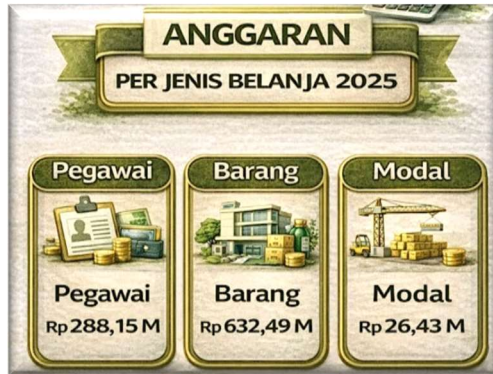 ANGGARAN
PER JENIS BELANJA 2025
Pegawai
Pegawai
Rp 288,15 M
Barang
Barang
Rp 632,49 M
Modal
Modal
Rp 26,43 M